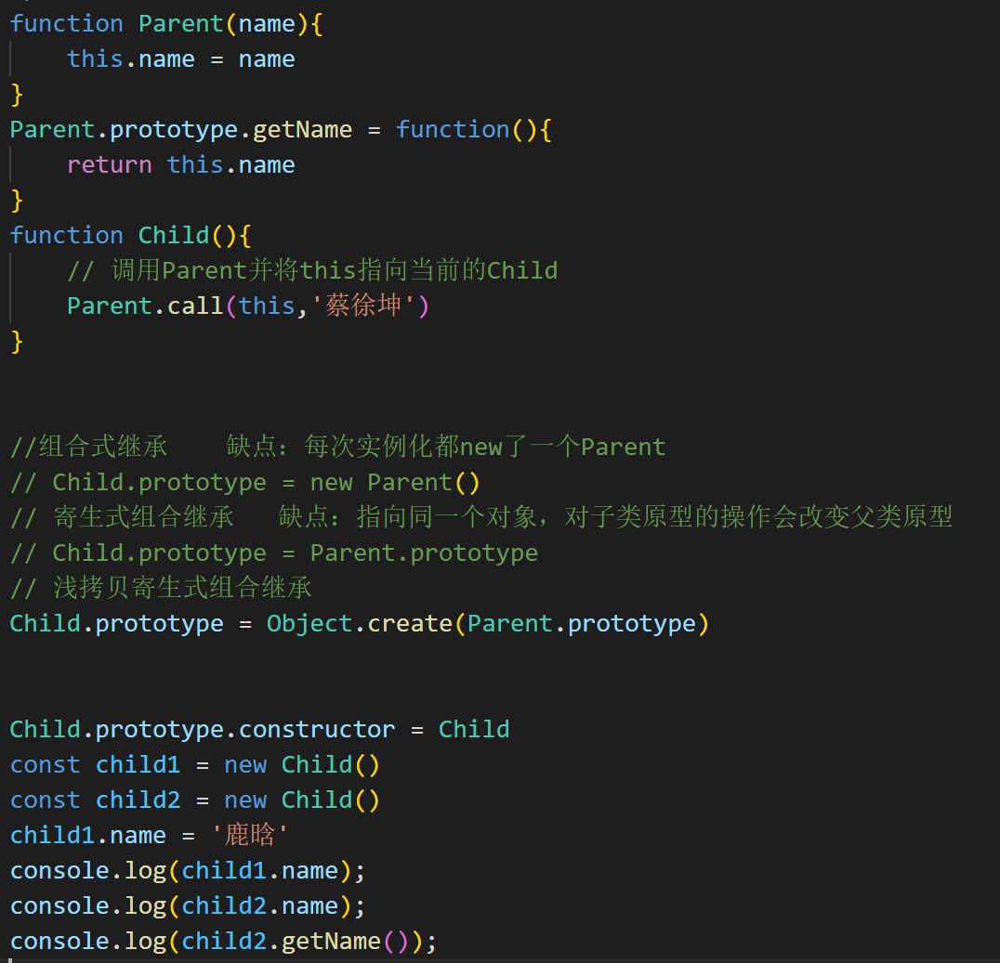 function Parent(name){
    this.name = name
}
Parent.prototype.getName = function(){
    return this.name
}
function Child(){
    // 调用Parent并将this指向当前的Child
    Parent.call(this,'蔡徐坤')
}
//组合式继承    缺点：每次实例化都new了一个Parent
// Child.prototype = new Parent()
// 寄生式组合继承   缺点：指向同一个对象，对子类原型的操作会改变父类原型
// Child.prototype = Parent.prototype
// 浅拷贝寄生式组合继承
Child.prototype = Object.create(Parent.prototype)
Child.prototype.constructor = Child
const child1 = new Child()
const child2 = new Child()
child1.name = '鹿晗'
console.log(child1.name);
console.log(child2.name);
console.log(child2.getName());